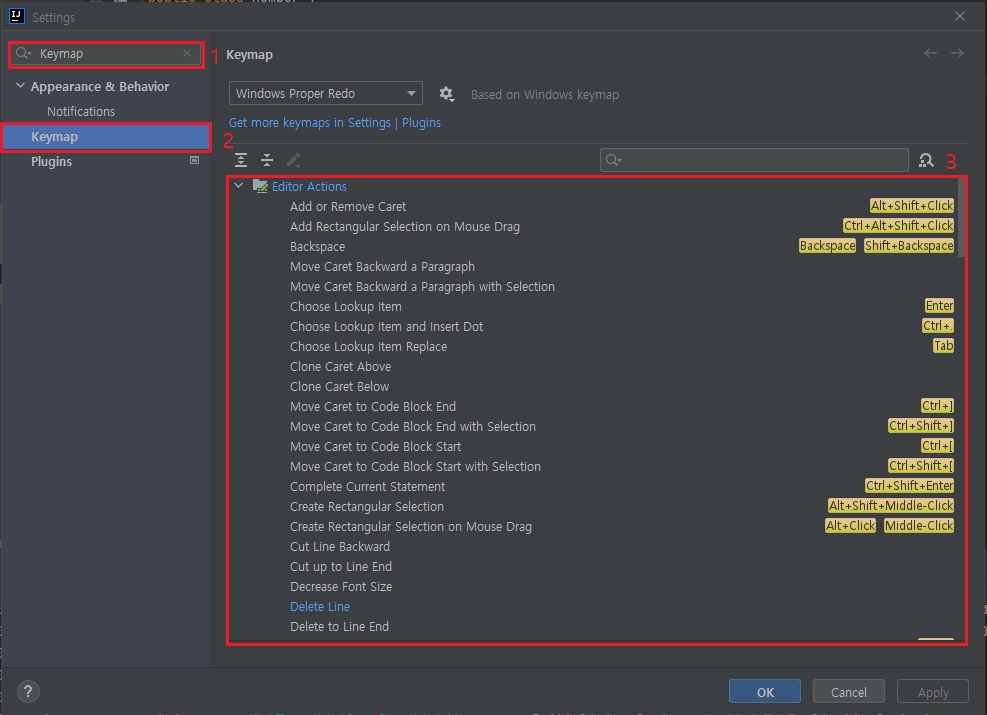 public class Number {
IJ Settings
Keymap
1
Keymap
Appearance & Behavior
Notifications
Keymap
2
Plugins
Windows Proper Redo
Based on Windows keymap
Get more keymaps in Settings | Plugins
3
Editor Actions
Add or Remove Caret Alt+Shift+Click
Add Rectangular Selection on Mouse Drag Ctrl+Alt+Shift+Click
Backspace Backspace Shift+Backspace
Move Caret Backward a Paragraph
Move Caret Backward a Paragraph with Selection
Choose Lookup Item Enter
Choose Lookup Item and Insert Dot Ctrl+.
Choose Lookup Item Replace Tab
Clone Caret Above
Clone Caret Below
Move Caret to Code Block End Ctrl+]
Move Caret to Code Block End with Selection Ctrl+Shift+]
Move Caret to Code Block Start Ctrl+[
Move Caret to Code Block Start with Selection Ctrl+Shift+[
Complete Current Statement Ctrl+Shift+Enter
Create Rectangular Selection Alt+Shift+Middle-Click
Create Rectangular Selection on Mouse Drag Alt+Click Middle-Click
Cut Line Backward
Cut up to Line End
Decrease Font Size
Delete Line
Delete to Line End
? OK Cancel Apply